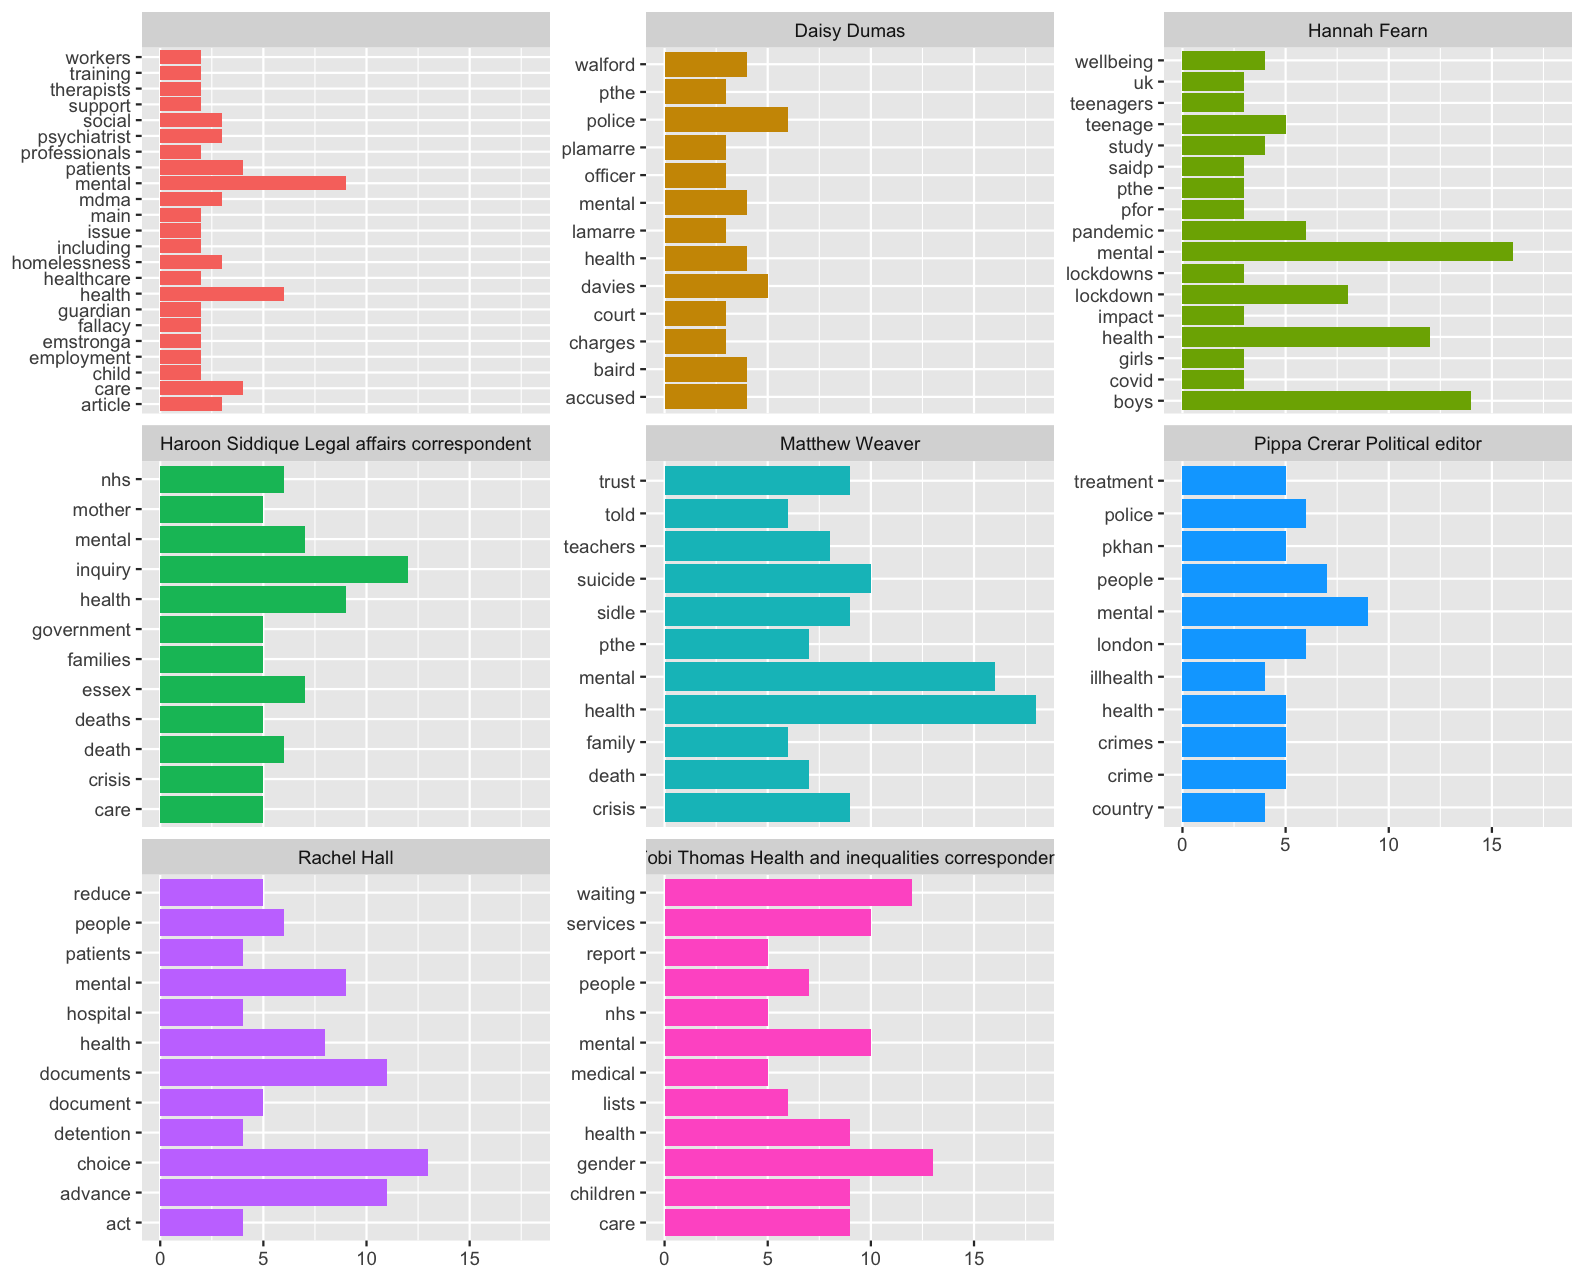 workers
training
therapists
support
social
psychiatrist
professionals
patients
mental
mdma
main
issue
including
homelessness
healthcare
health
guardian
fallacy
emstronga
employment
child
care
article
Daisy Dumas
walford
pthe
police
plamarre
officer
mental
lamarre
health
davies
court
charges
baird
accused
Hannah Fearn
wellbeing
uk
teenagers
teenage
study
saidp
pthe
pfor
pandemic
mental
lockdowns
lockdown
impact
health
girls
covid
boys
Haroon Siddique Legal affairs correspondent
nhs
mother
mental
inquiry
health
government
families
essex
deaths
death
crisis
care
Matthew Weaver
trust
told
teachers
suicide
sidle
pthe
mental
health
family
death
crisis
Pippa Crerar Political editor
treatment
police
pkhan
people
mental
london
illhealth
health
crimes
crime
country
0 5 10 15
Rachel Hall
reduce
people
patients
mental
hospital
health
documents
document
detention
choice
advance
act
0 5 10 15
obi Thomas Health and inequalities corresponden
waiting
services
report
people
nhs
mental
medical
lists
health
gender
children
care
0 5 10 15